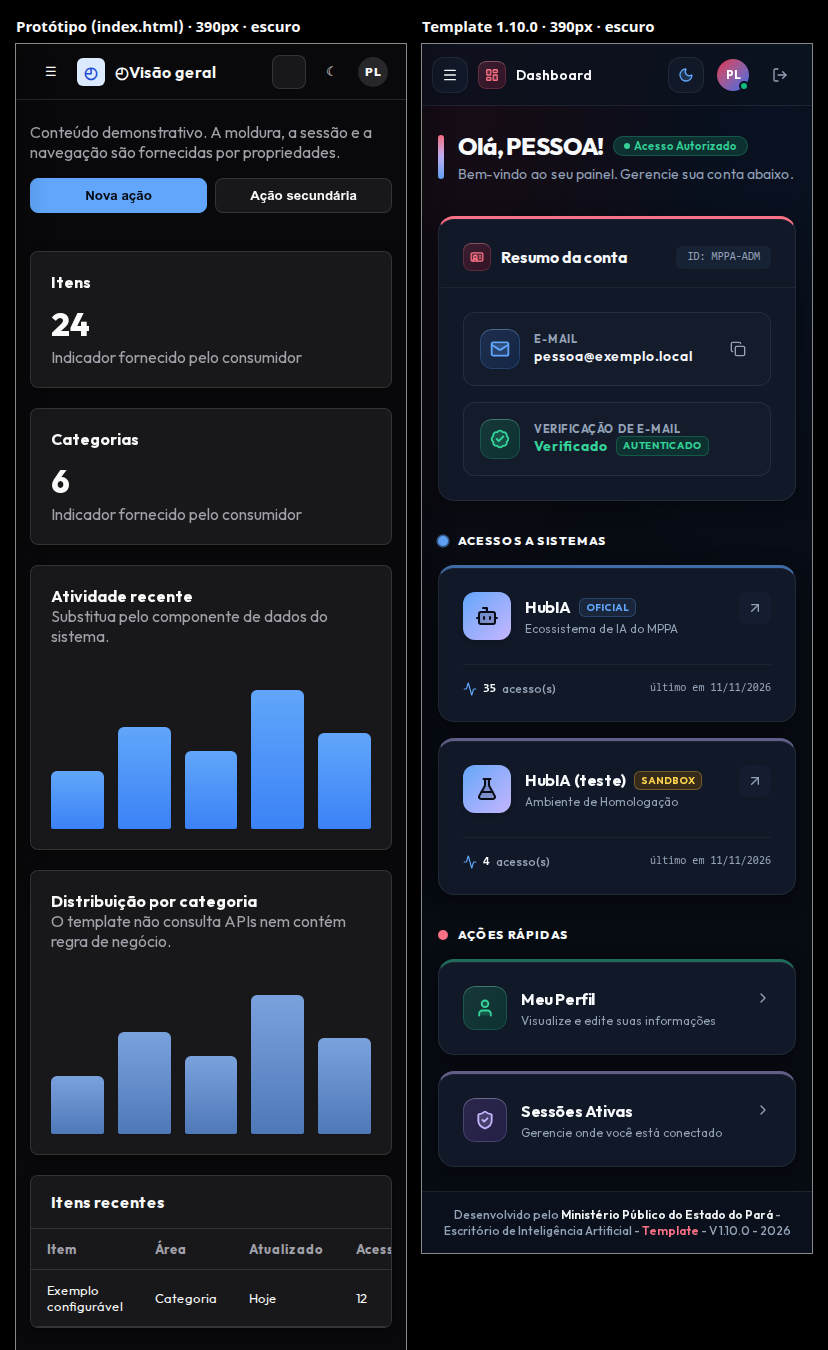 Protótipo (index.html) · 390px · escuro
Visão geral
PL
Conteúdo demonstrativo. A moldura, a sessão e a
navegação são fornecidas por propriedades.
Nova ação
Ação secundária
Itens
24
Indicador fornecido pelo consumidor
Categorias
6
Indicador fornecido pelo consumidor
Atividade recente
Substitua pelo componente de dados do
sistema.
Distribuição por categoria
O template não consulta APIs nem contém
regra de negócio.
Itens recentes
Item Área Atualizado Acess
Exemplo
configurável
Categoria Hoje 12
Template 1.10.0 · 390px · escuro
Dashboard
PL
Olá, PESSOA!
Acesso Autorizado
Bem-vindo ao seu painel. Gerencie sua conta abaixo.
Resumo da conta
ID: MPPA-ADM
E-MAIL
pessoa@exemplo.local
VERIFICAÇÃO DE E-MAIL
Verificado AUTENTICADO
ACESSOS A SISTEMAS
HubIA OFICIAL
Ecossistema de IA do MPPA
35 acesso(s) último em 11/11/2026
HubIA (teste) SANDBOX
Ambiente de Homologação
4 acesso(s) último em 11/11/2026
AÇÕES RÁPIDAS
Meu Perfil
Visualize e edite suas informações
Sessões Ativas
Gerencie onde você está conectado
Desenvolvido pelo Ministério Público do Estado do Pará -
Escritório de Inteligência Artificial - Template - V1.10.0 - 2026